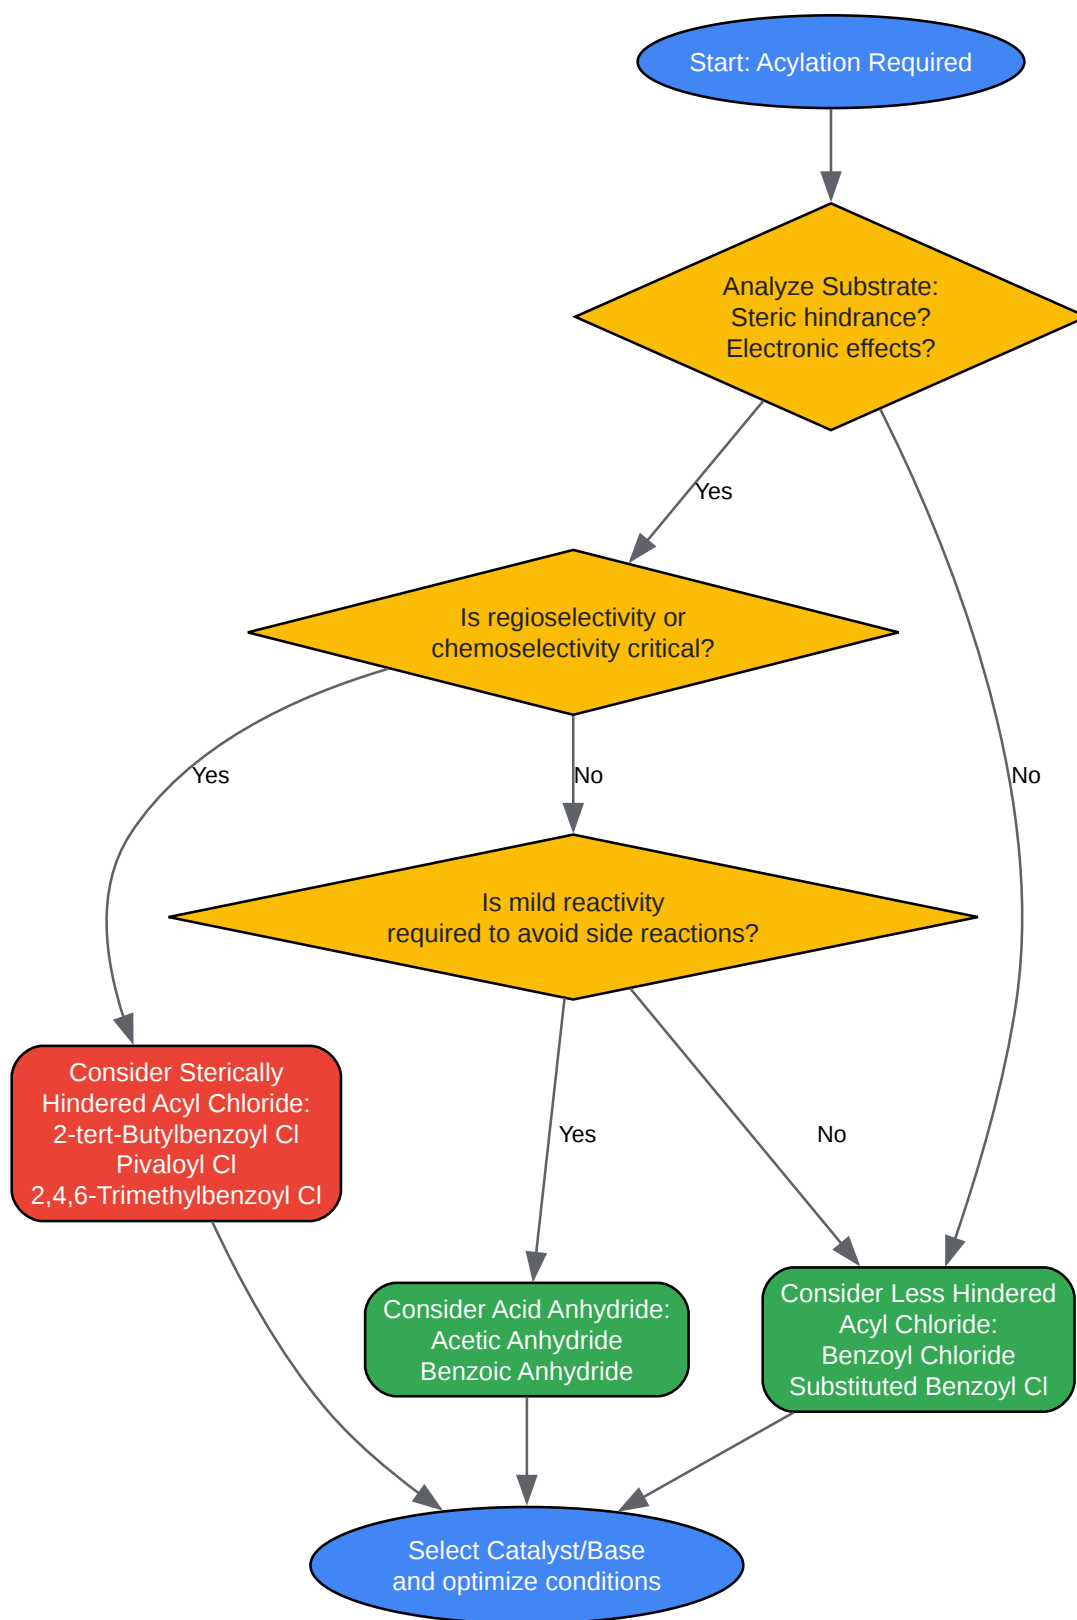 Start: Acylation Required
Analyze Substrate:
Steric hindrance?
Electronic effects?
Yes
Is regioselectivity or
chemoselectivity critical?
Yes
No
No
Is mild reactivity
required to avoid side reactions?
Consider Sterically
Hindered Acyl Chloride:
2-tert-Butylbenzoyl Cl
Pivaloyl Cl
2,4,6-Trimethylbenzoyl Cl
Yes
No
Consider Acid Anhydride:
Acetic Anhydride
Benzoic Anhydride
Consider Less Hindered
Acyl Chloride:
Benzoyl Chloride
Substituted Benzoyl Cl
Select Catalyst/Base
and optimize conditions